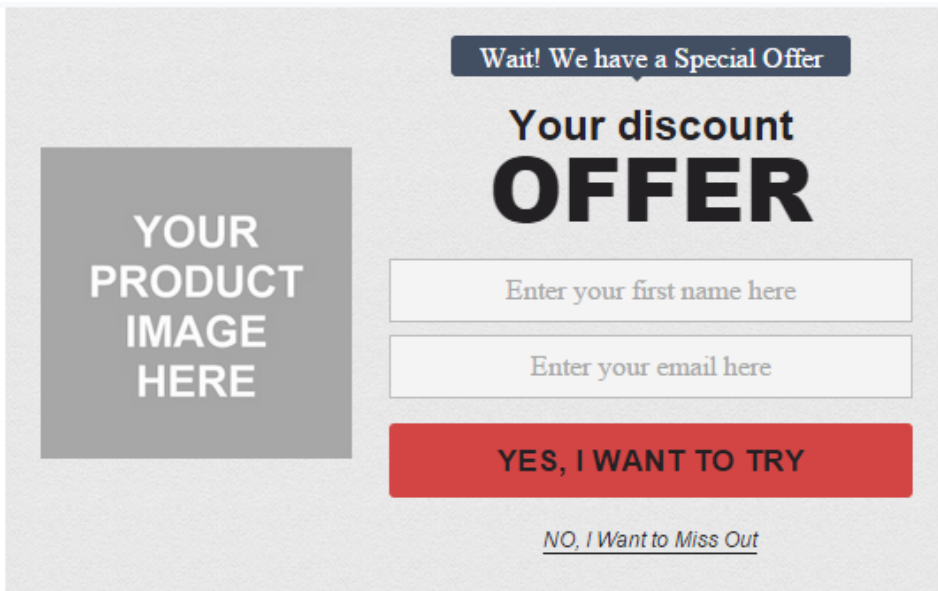 Wait! We have a Special Offer
Your discount
OFFER
YOUR
PRODUCT
IMAGE
HERE
Enter your first name here
Enter your email here
YES, I WANT TO TRY
NO, I Want to Miss Out